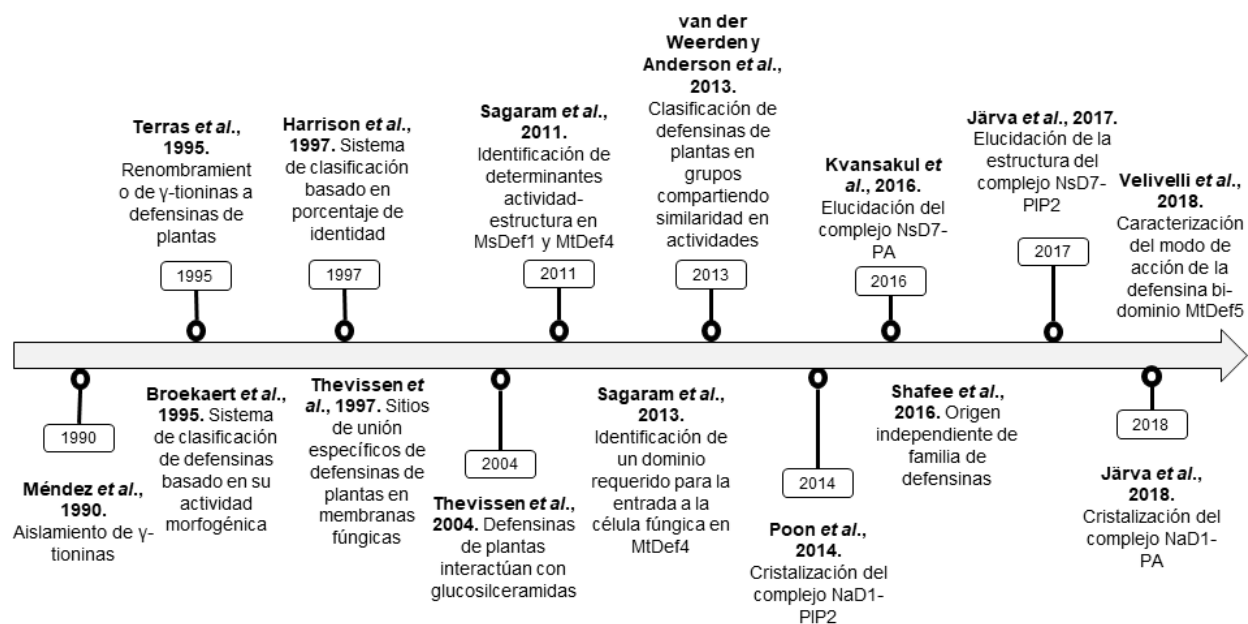 van der
Weerden y
Anderson et al.,
2013.
Clasificación de
defensinas de
plantas en
grupos
compartiendo
similaridad en
actividades
Terras et al.,
1995.
Renombramient
o de γ-tioninas a
defensinas de
plantas
Harrison et al.,
1997. Sistema
de clasificación
basado en
porcentaje de
identidad
Sagaram et al.,
2011.
Identificación de
determinantes
actividad-
estructura en
MsDef1 y MtDef4
Kvansakul et
al., 2016.
Elucidación del
complejo NsD7-
PA
Järva et al., 2017.
Elucidación de la
estructura del
complejo NsD7-
PIP2
Velivelli et al.,
2018.
Caracterización
del modo de
acción de la
defensina bi-
dominio MtDef5
1995
1997
2011
2013
2016
2017
1990
2004
2014
2018
Méndez et al.,
1990.
Aislamiento de γ-
tioninas
Broekaert et al.,
1995. Sistema
de clasificación
de defensinas
basado en su
actividad
morfogénica
Thevissen et
al., 1997. Sitios
de unión
específicos de
defensinas de
plantas en
membranas
fúngicas
Thevissen et al.,
2004. Defensinas
de plantas
interactúan con
glucosilceramidas
Sagaram et al.,
2013.
Identificación de
un dominio
requerido para la
entrada a la
célula fúngica en
MtDef4
Poon et al.,
2014.
Cristalización del
complejo NaD1-
PIP2
Shafee et al.,
2016. Origen
independiente de
familia de
defensinas
Järva et al.,
2018.
Cristalización del
complejo NaD1-
PA